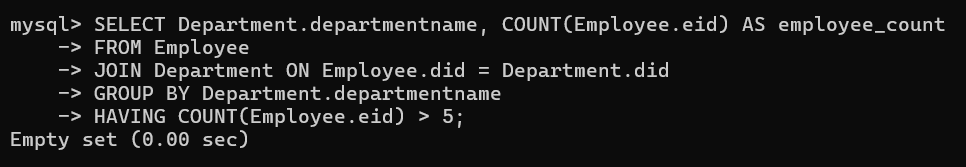 mysql> SELECT Department.departmentname, COUNT(Employee.eid) AS employee_count
    -> FROM Employee
    -> JOIN Department ON Employee.did = Department.did
    -> GROUP BY Department.departmentname
    -> HAVING COUNT(Employee.eid) > 5;
Empty set (0.00 sec)